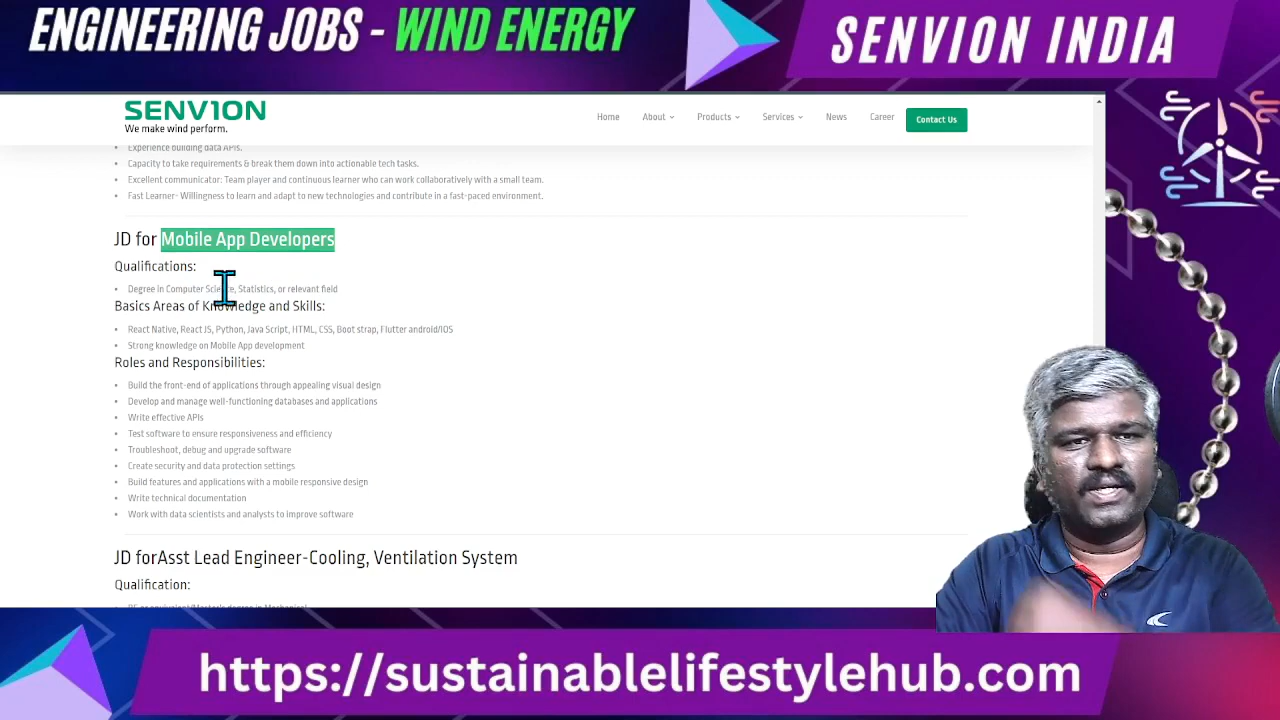 ENGINEERING JOBS - WIND ENERGY
SENVION INDIA
SENVION
We make wind perform.
Home About Products Services News Career Contact Us
• Experience building data APIs.
• Capacity to take requirements & break them down into actionable tech tasks.
• Excellent communicator: Team player and continuous learner who can work collaboratively with a small team.
• Fast Learner- Willingness to learn and adapt to new technologies and contribute in a fast-paced environment.
JD for Mobile App Developers
Qualifications:
• Degree in Computer Science, Statistics, or relevant field
Basics Areas of Knowledge and Skills:
• React Native, React JS, Python, Java Script, HTML, CSS, Boot strap, Flutter android/IOS
• Strong knowledge on Mobile App development
Roles and Responsibilities:
• Build the front-end of applications through appealing visual design
• Develop and manage well-functioning databases and applications
• Write effective APIs
• Test software to ensure responsiveness and efficiency
• Troubleshoot, debug and upgrade software
• Create security and data protection settings
• Build features and applications with a mobile responsive design
• Write technical documentation
• Work with data scientists and analysts to improve software
JD forAsst Lead Engineer-Cooling, Ventilation System
Qualification:
• BE or equivalent/Master's degree in Mechanical
https://sustainablelifestylehub.com